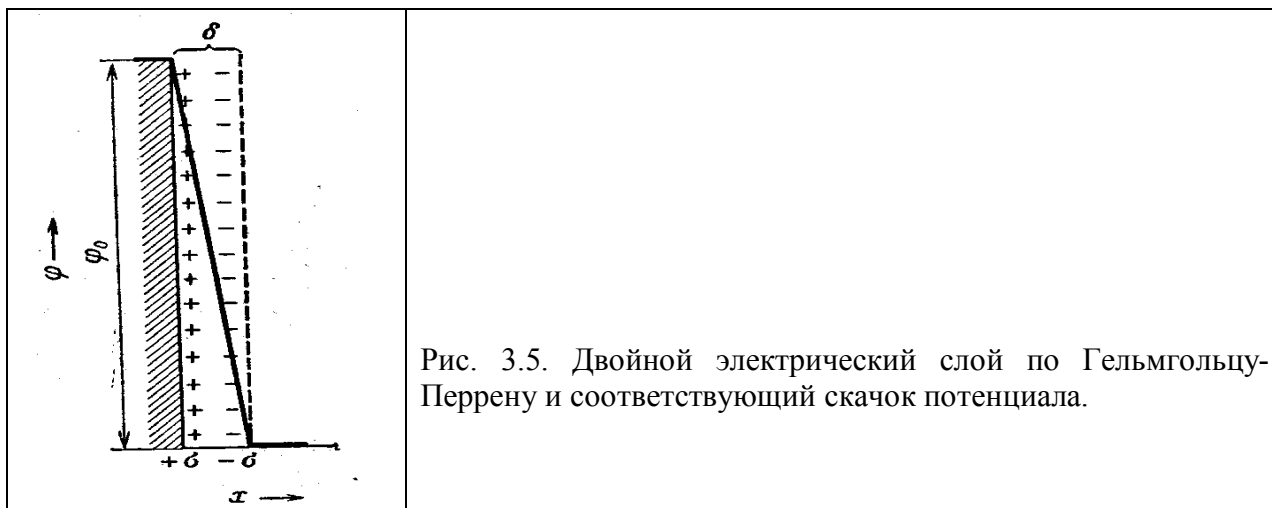 δ
φ →
φ₀
+ σ − σ
x →
Рис. 3.5. Двойной электрический слой по Гельмгольцу-
Перрену и соответствующий скачок потенциала.